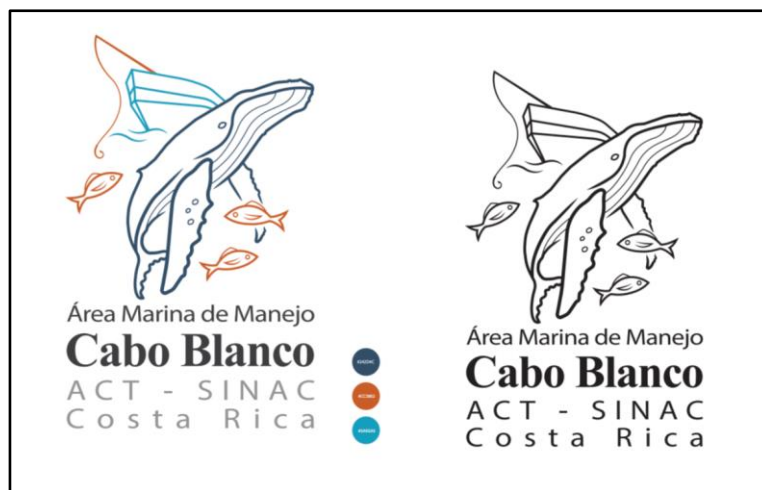 Área Marina de Manejo
Cabo Blanco
ACT - SINAC
Costa Rica
Área Marina de Manejo
Cabo Blanco
ACT - SINAC
Costa Rica